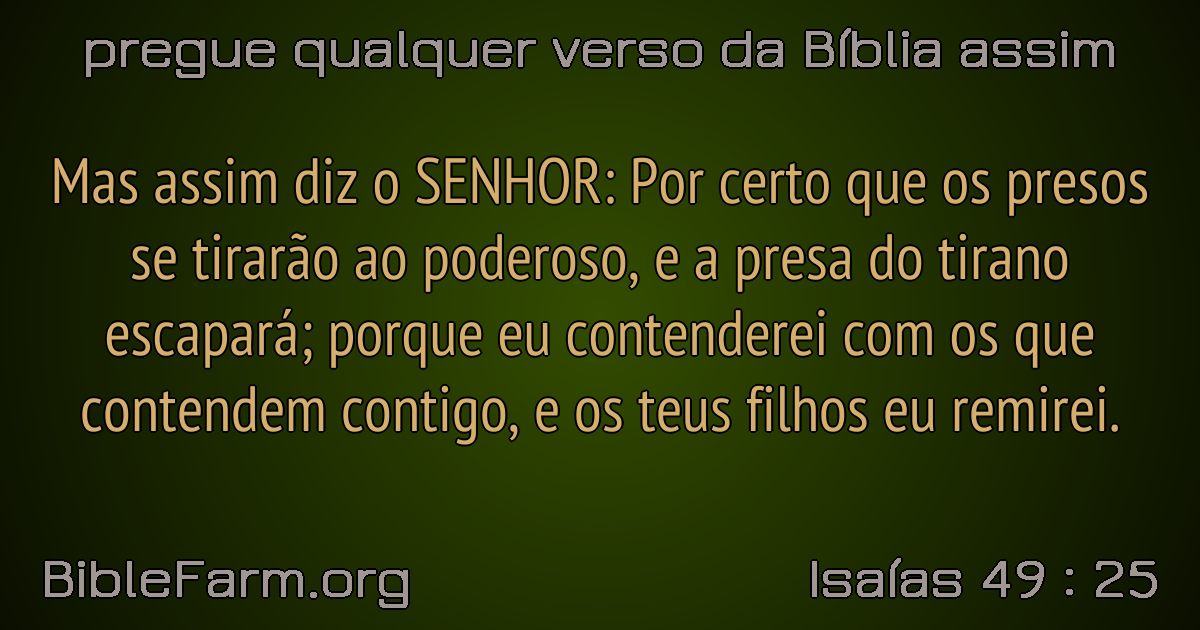 pregue qualquer verso da Bíblia assim
Mas assim diz o SENHOR: Por certo que os presos
se tirarão ao poderoso, e a presa do tirano
escapará; porque eu contenderei com os que
contendem contigo, e os teus filhos eu remirei.
BibleFarm.org
Isaías 49 : 25